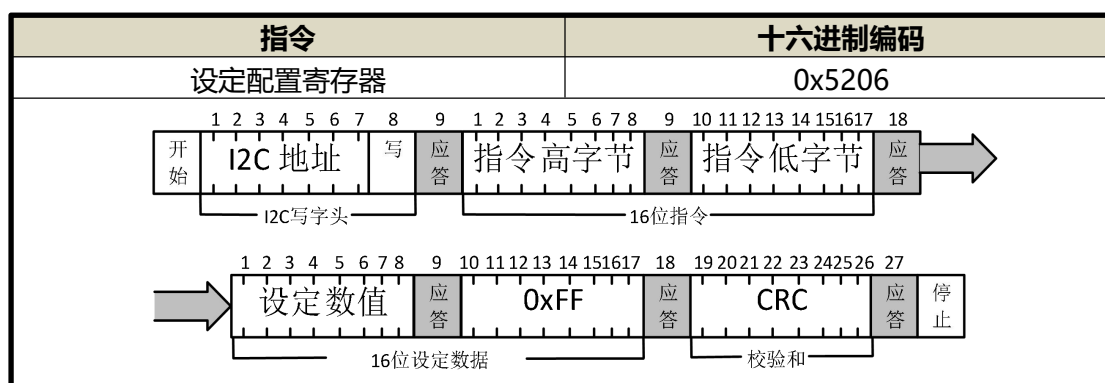 指令 十六进制编码
设定配置寄存器 0x5206
1 2 3 4 5 6 7 8 9 1 2 3 4 5 6 7 8 9 10 11 12 13 14 15 16 17 18
开始 I2C 地址 写 应答 指令高字节 应答 指令低字节 应答
I2C写字头 16位指令
1 2 3 4 5 6 7 8 9 10 11 12 13 14 15 16 17 18 19 20 21 22 23 24 25 26 27
设定数值 应答 0xFF 应答 CRC 应答 停止
16位设定数据 校验和